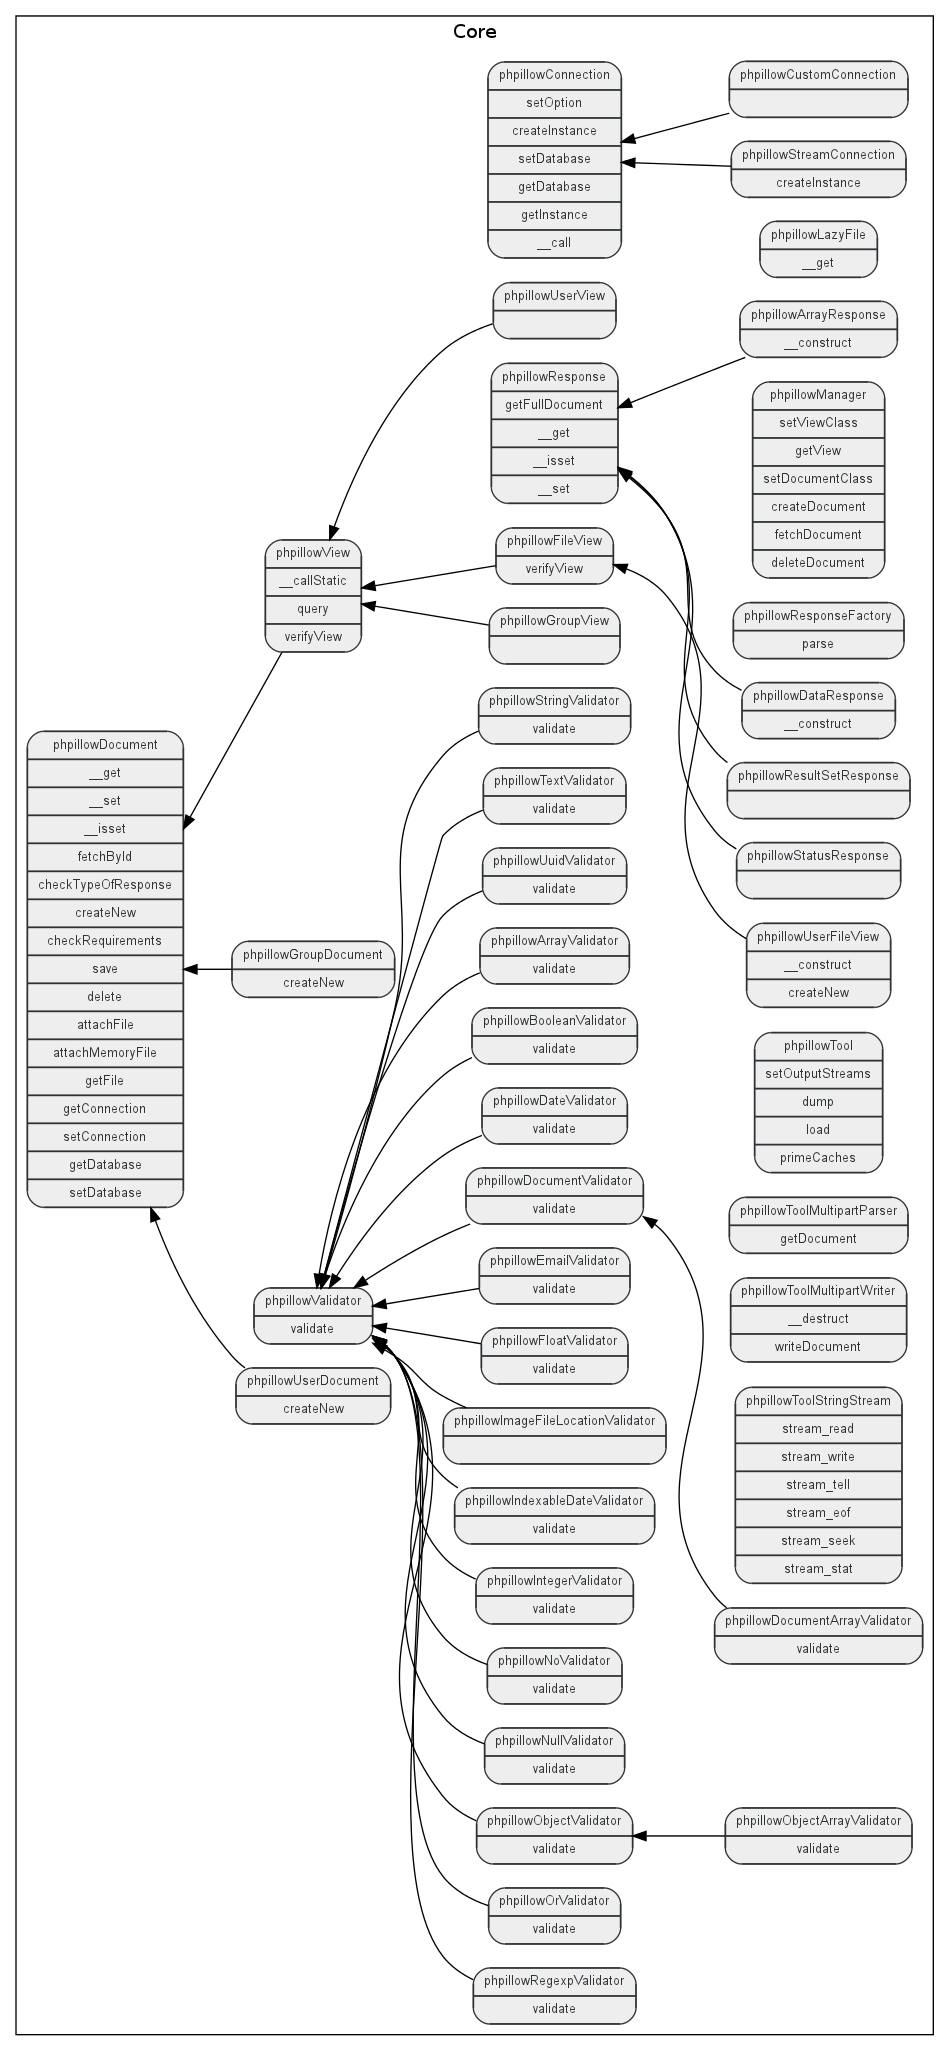 Core
phpillowConnection
setOption
createInstance
setDatabase
getDatabase
getInstance
__call
phpillowCustomConnection
phpillowStreamConnection
createInstance
phpillowLazyFile
__get
phpillowUserView
phpillowArrayResponse
__construct
phpillowResponse
getFullDocument
__get
__isset
__set
phpillowManager
setViewClass
getView
setDocumentClass
createDocument
fetchDocument
deleteDocument
phpillowView
__callStatic
query
verifyView
phpillowFileView
verifyView
phpillowGroupView
phpillowResponseFactory
parse
phpillowDataResponse
__construct
phpillowResultSetResponse
phpillowStatusResponse
phpillowUserFileView
__construct
createNew
phpillowDocument
__get
__set
__isset
fetchById
checkTypeOfResponse
createNew
checkRequirements
save
delete
attachFile
attachMemoryFile
getFile
getConnection
setConnection
getDatabase
setDatabase
phpillowGroupDocument
createNew
phpillowStringValidator
validate
phpillowTextValidator
validate
phpillowUuidValidator
validate
phpillowArrayValidator
validate
phpillowBooleanValidator
validate
phpillowDateValidator
validate
phpillowDocumentValidator
validate
phpillowEmailValidator
validate
phpillowFloatValidator
validate
phpillowTool
setOutputStreams
dump
load
primeCaches
phpillowToolMultipartParser
getDocument
phpillowToolMultipartWriter
__destruct
writeDocument
phpillowValidator
validate
phpillowUserDocument
createNew
phpillowImageFileLocationValidator
phpillowIndexableDateValidator
validate
phpillowIntegerValidator
validate
phpillowNoValidator
validate
phpillowNullValidator
validate
phpillowObjectValidator
validate
phpillowOrValidator
validate
phpillowRegexpValidator
validate
phpillowToolStringStream
stream_read
stream_write
stream_tell
stream_eof
stream_seek
stream_stat
phpillowDocumentArrayValidator
validate
phpillowObjectArrayValidator
validate